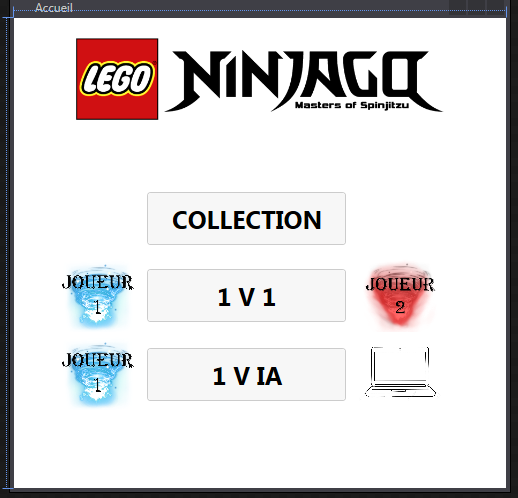 Accueil
LEGO NINJAGO
Masters of Spinjitzu
COLLECTION
JOUEUR
1
1 V 1
JOUEUR
2
JOUEUR
1
1 V IA